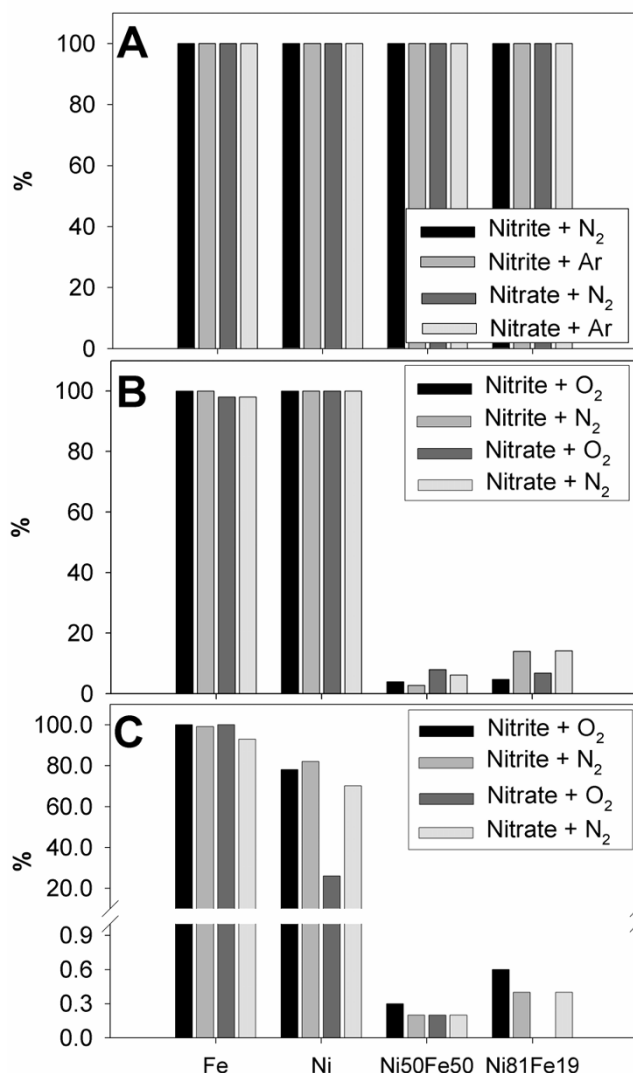 A
100
80
60
40
20
0
%
Nitrite + N₂
Nitrite + Ar
Nitrate + N₂
Nitrate + Ar
B
100
80
60
40
20
0
%
Nitrite + O₂
Nitrite + N₂
Nitrate + O₂
Nitrate + N₂
C
100.0
80.0
60.0
40.0
20.0
0.9
0.6
0.3
0.0
%
Nitrite + O₂
Nitrite + N₂
Nitrate + O₂
Nitrate + N₂
Fe Ni Ni50Fe50 Ni81Fe19